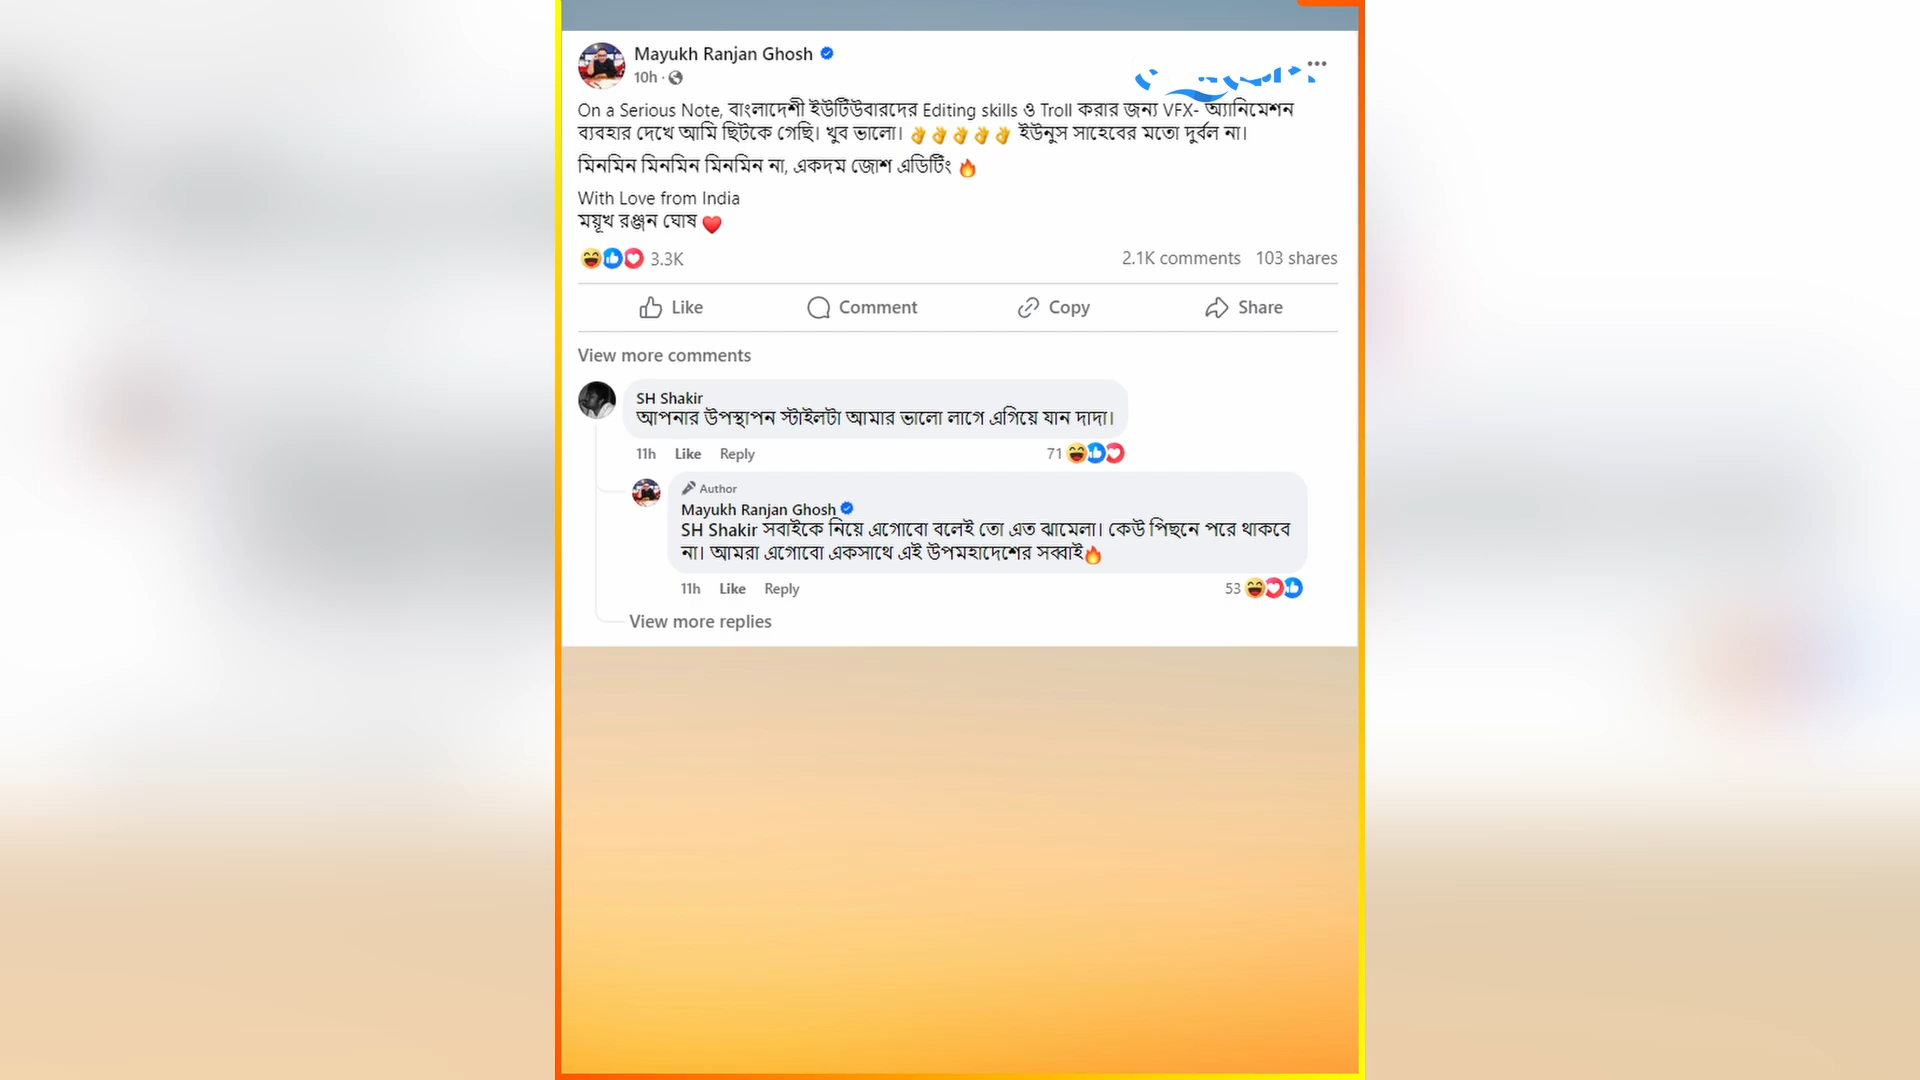 Mayukh Ranjan Ghosh
10h ·
On a Serious Note, বাংলাদেশী ইউটিউবারদের Editing skills ও Troll করার জন্য VFX- অ্যানিমেশন
ব্যবহার দেখে আমি ছিটকে গেছি। খুব ভালো। 👌👌👌👌👌 ইউনুস সাহেবের মতো দুর্বল না।
মিনমিন মিনমিন মিনমিন না, একদম জোশ এডিটিং 🔥
With Love from India
ময়ূখ রঞ্জন ঘোষ ❤️
3.3K 2.1K comments 103 shares
Like Comment Copy Share
View more comments
SH Shakir
আপনার উপস্থাপন স্টাইলটা আমার ভালো লাগে এগিয়ে যান দাদা।
11h Like Reply 71
Author
Mayukh Ranjan Ghosh
SH Shakir সবাইকে নিয়ে এগোবো বলেই তো এত ঝামেলা। কেউ পিছনে পরে থাকবে
না। আমরা এগোবো একসাথে এই উপমহাদেশের সব্বাই🔥
11h Like Reply 53
View more replies